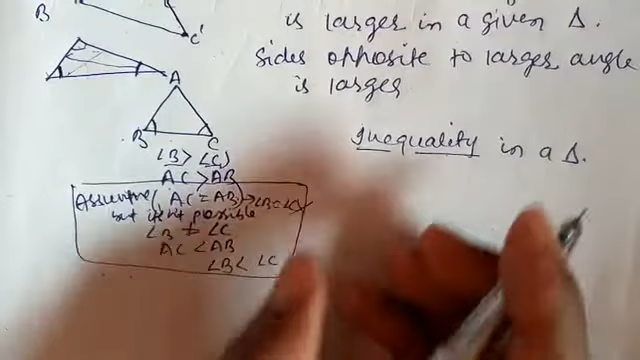 B
C'
is larges in a given Δ.
sides opposite to larges angle
is larges
A
B
C
∠B > ∠C)
AC > AB
Assume( AC = AB) → ∠B = ∠C
but it isn't possible
∠B ≠ ∠C
AC < AB
∠B < ∠C
Inequality in a Δ.